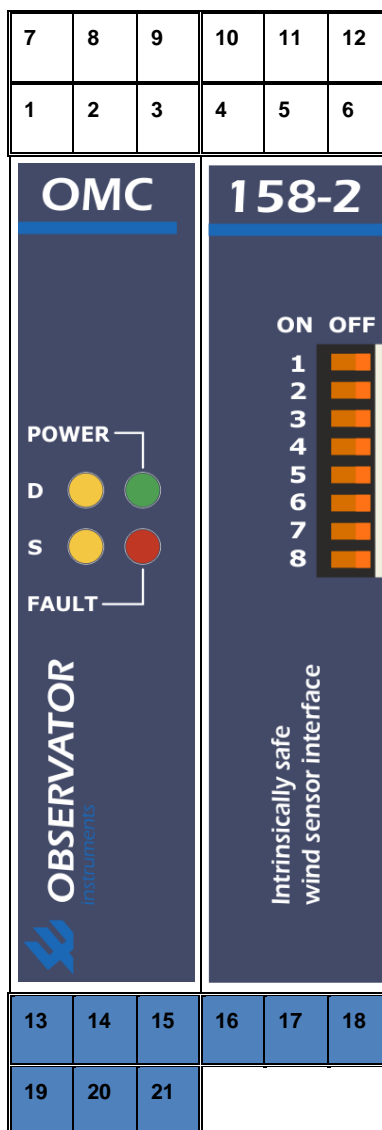 7 8 9 10 11 12
1 2 3 4 5 6
OMC 158-2
ON OFF
1
2
3
4
5
6
7
8
POWER
D
S
FAULT
OBSERVATOR
instruments
Intrinsically safe
wind sensor interface
13 14 15 16 17 18
19 20 21